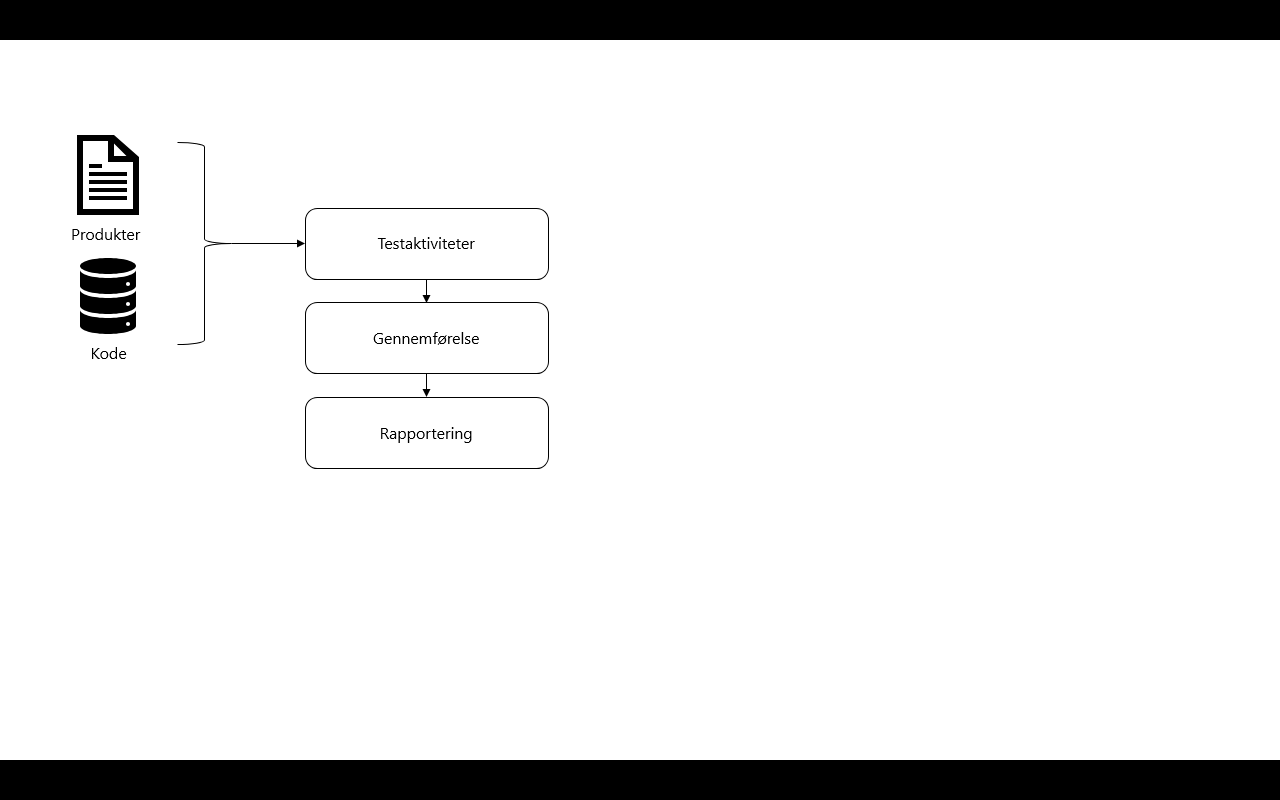 Produkter
Kode
Testaktiviteter
Gennemførelse
Rapportering